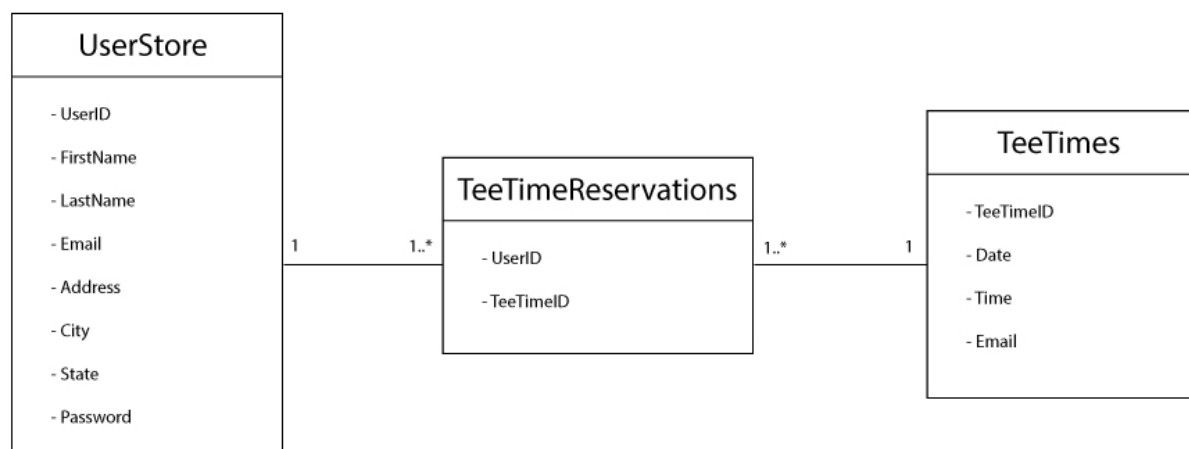 UserStore
- UserID
- FirstName
- LastName
- Email
- Address
- City
- State
- Password
1
1..*
TeeTimeReservations
- UserID
- TeeTimeID
1..*
1
TeeTimes
- TeeTimeID
- Date
- Time
- Email